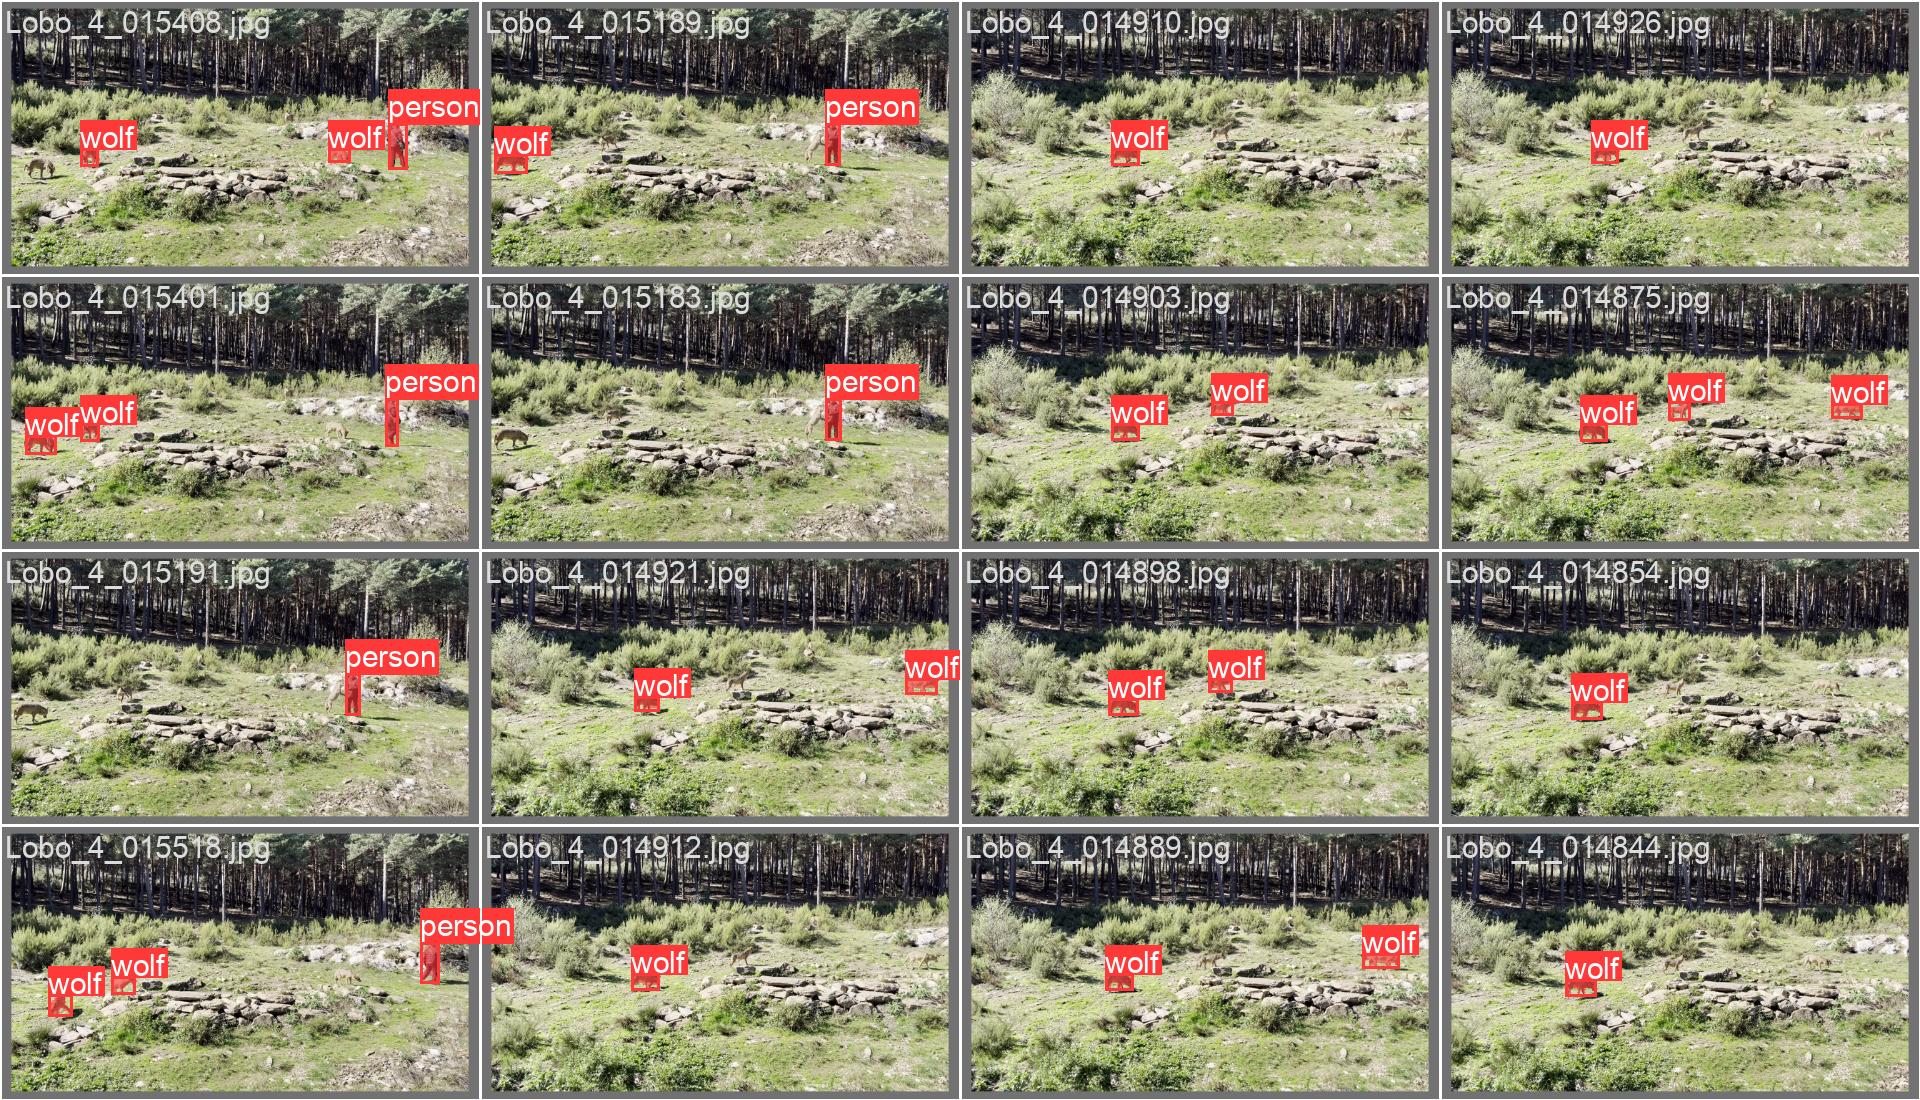 Lobo_4_015408.jpg
wolf
wolf
person
Lobo_4_015189.jpg
wolf
person
Lobo_4_014910.jpg
wolf
Lobo_4_014926.jpg
wolf
Lobo_4_015401.jpg
wolf
wolf
person
Lobo_4_015183.jpg
person
Lobo_4_014903.jpg
wolf
wolf
Lobo_4_014875.jpg
wolf
wolf
wolf
Lobo_4_015191.jpg
person
Lobo_4_014921.jpg
wolf
wolf
Lobo_4_014898.jpg
wolf
wolf
Lobo_4_014854.jpg
wolf
Lobo_4_015518.jpg
wolf
wolf
person
Lobo_4_014912.jpg
wolf
Lobo_4_014889.jpg
wolf
wolf
Lobo_4_014844.jpg
wolf